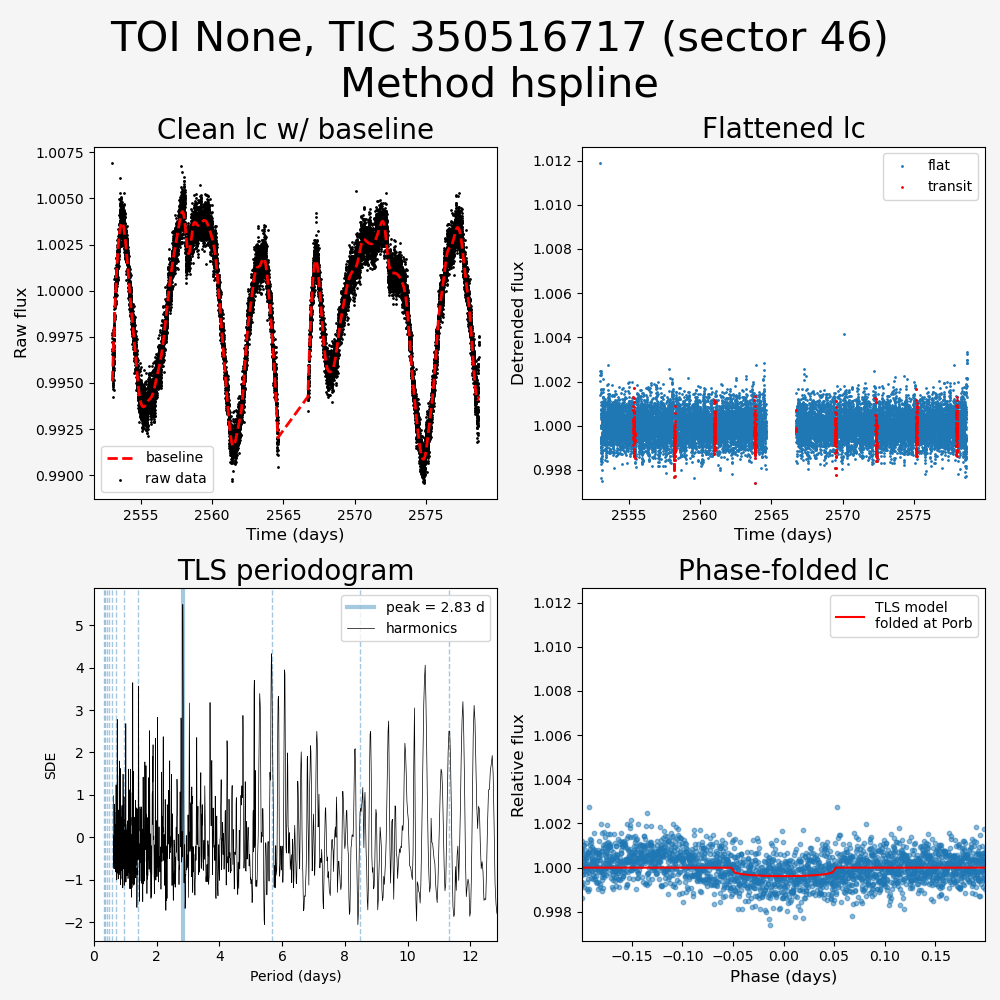 TOI None, TIC 350516717 (sector 46)
Method hspline
Clean lc w/ baseline
1.0075
1.0050
1.0025
1.0000
0.9975
0.9950
0.9925
0.9900
Raw flux
baseline
raw data
2555
2560
2565
2570
2575
Time (days)
Flattened lc
1.012
1.010
1.008
1.006
1.004
1.002
1.000
0.998
Detrended flux
flat
transit
2555
2560
2565
2570
2575
Time (days)
TLS periodogram
5
4
3
2
1
0
−1
−2
SDE
peak = 2.83 d
harmonics
0
2
4
6
8
10
12
Period (days)
Phase-folded lc
1.012
1.010
1.008
1.006
1.004
1.002
1.000
0.998
Relative flux
TLS model
folded at Porb
−0.15
−0.10
−0.05
0.00
0.05
0.10
0.15
Phase (days)